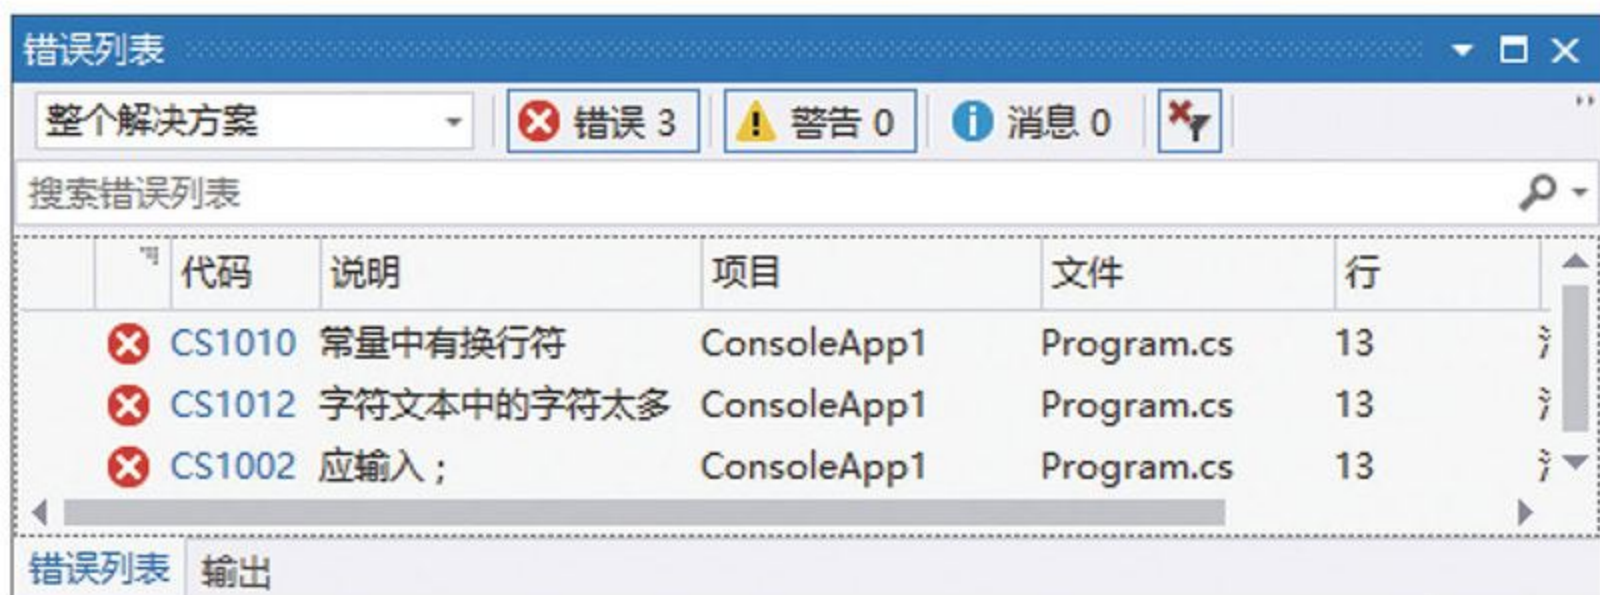 错误列表
整个解决方案 错误 3 警告 0 消息 0
搜索错误列表
代码 说明 项目 文件 行
CS1010 常量中有换行符 ConsoleApp1 Program.cs 13
CS1012 字符文本中的字符太多 ConsoleApp1 Program.cs 13
CS1002 应输入 ; ConsoleApp1 Program.cs 13
错误列表 输出